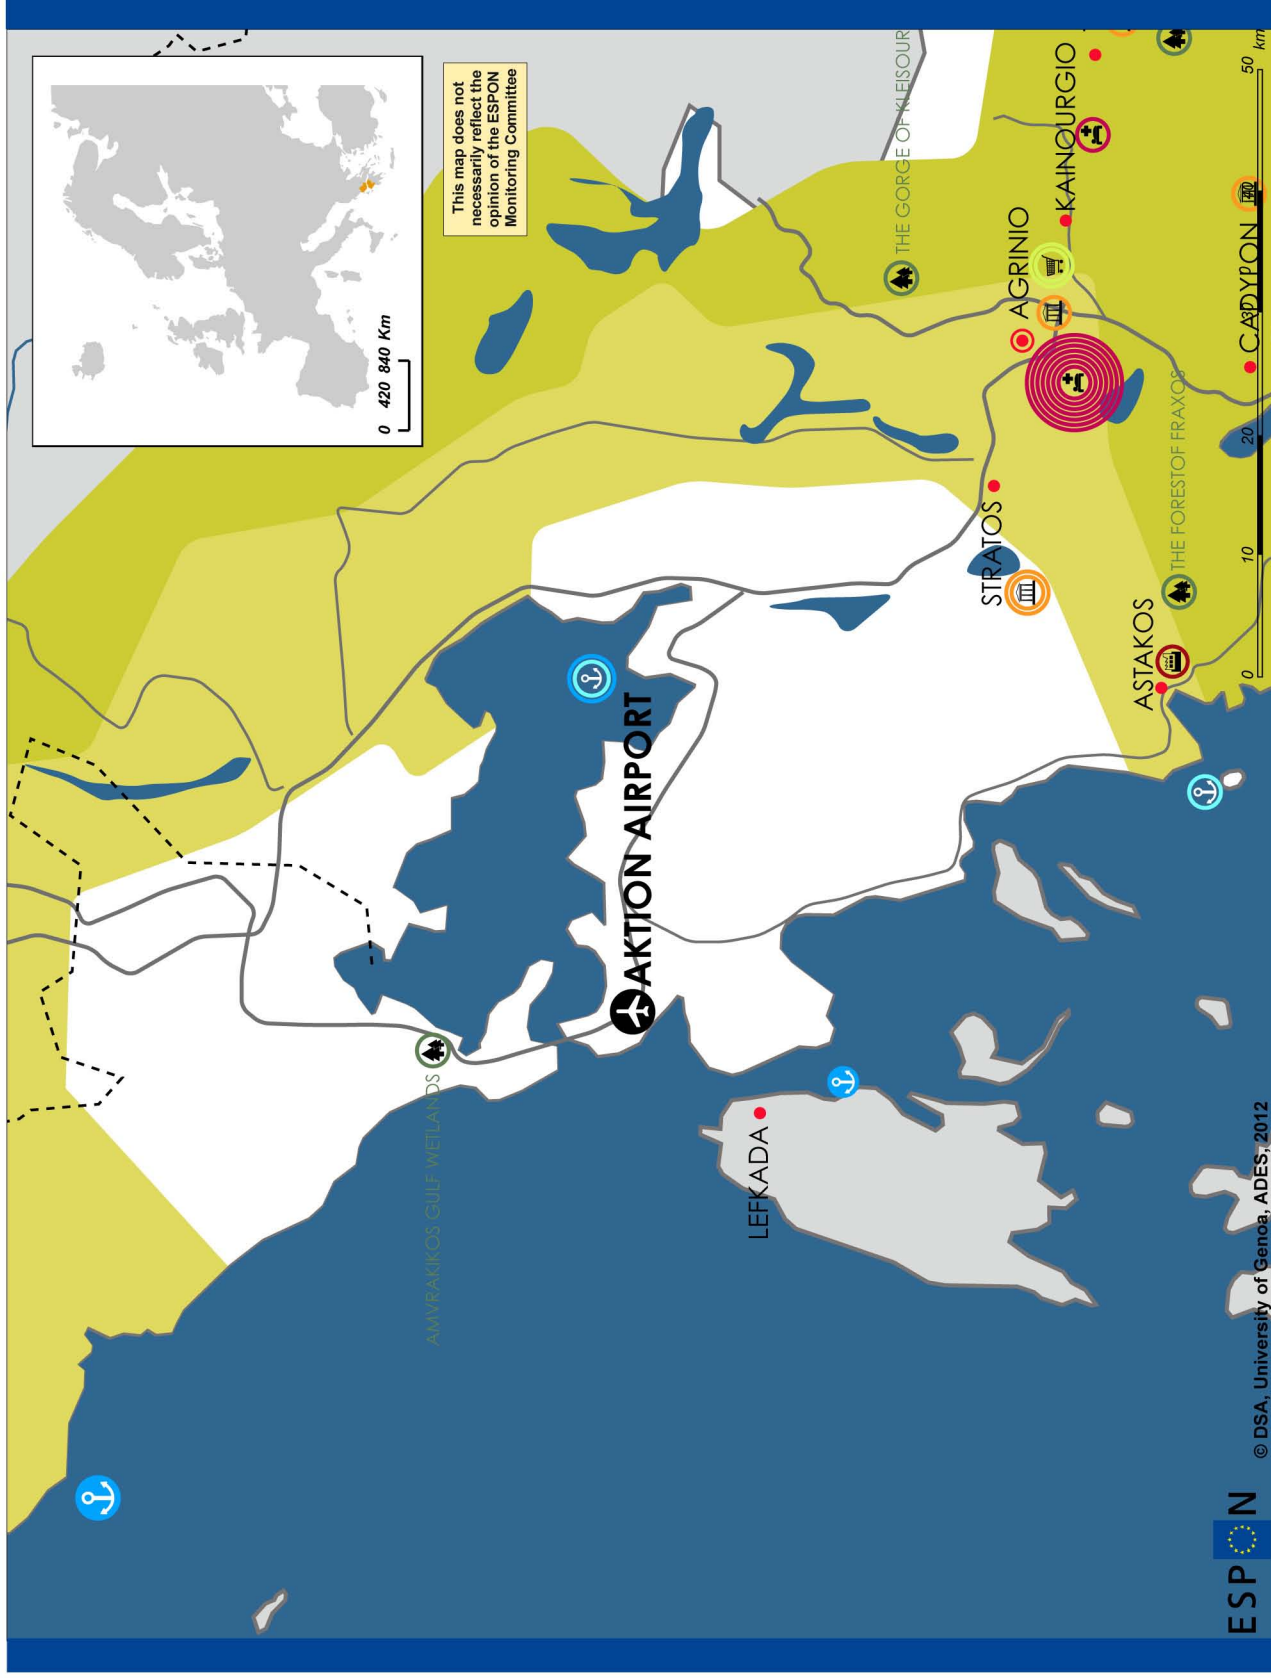 0 420 840 Km
This map does not
necessarily reflect the
opinion of the ESPON
Monitoring Committee
AMVRAKIKOS GULF WETLANDS
AKTION AIRPORT
LEFKADA
THE GORGE OF KLEISOUR
STRATOS
AGRINIO
KAINOURGIO
ASTAKOS
THE FORESTOF FRAXOS
ESPON
© DSA, University of Genoa, ADES, 2012
0 10 20 30 40 50 km